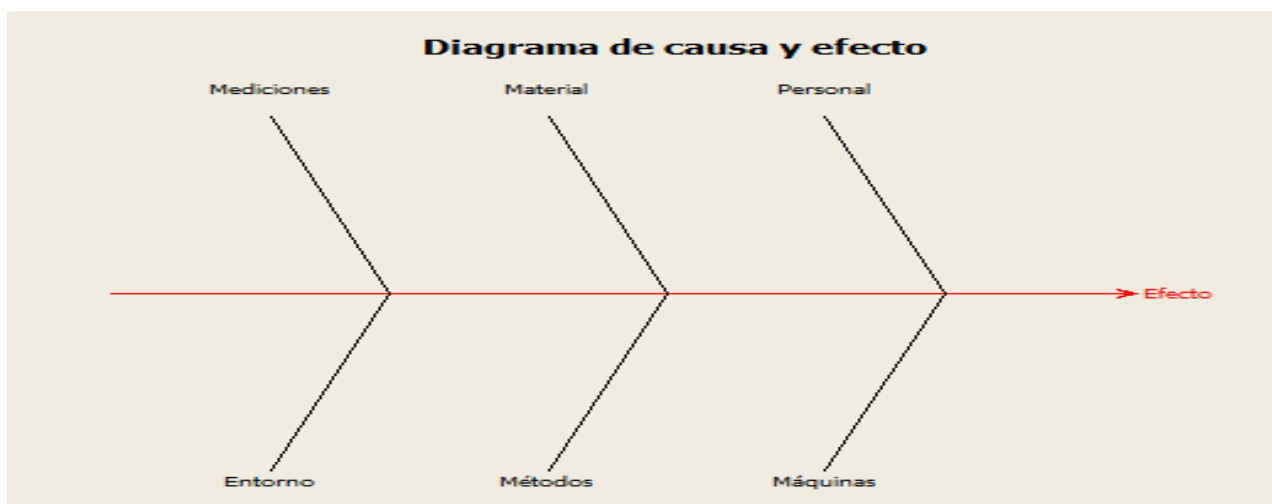 Diagrama de causa y efecto
Mediciones Material Personal
Efecto
Entorno Métodos Máquinas